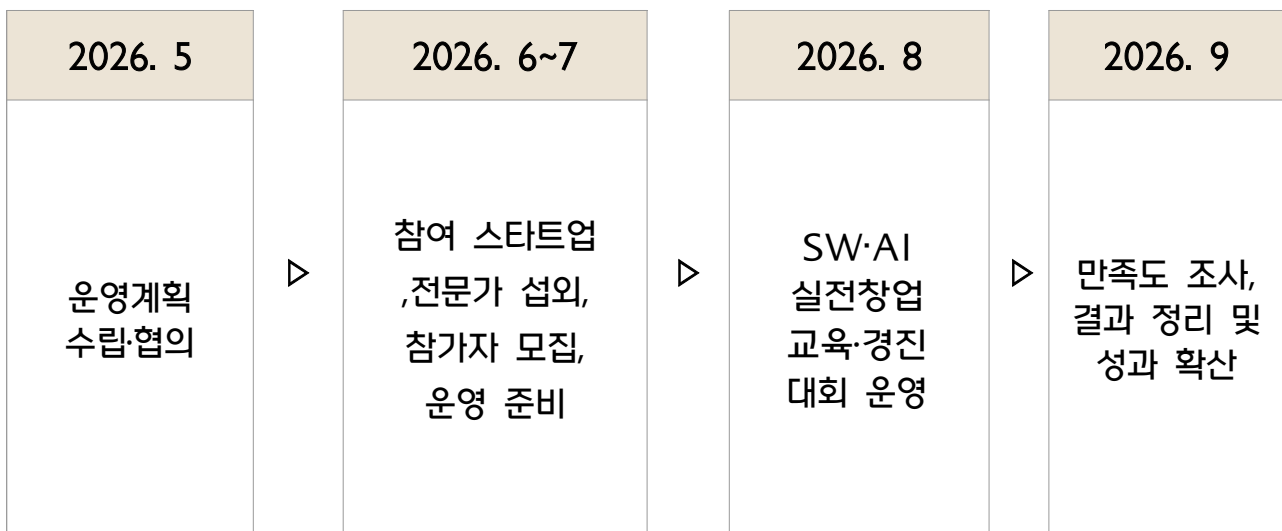 2026. 5
운영계획
수립·협의
▷
2026. 6~7
참여 스타트업
,전문가 섭외,
참가자 모집,
운영 준비
▷
2026. 8
SW·AI
실전창업
교육·경진
대회 운영
▷
2026. 9
만족도 조사,
결과 정리 및
성과 확산